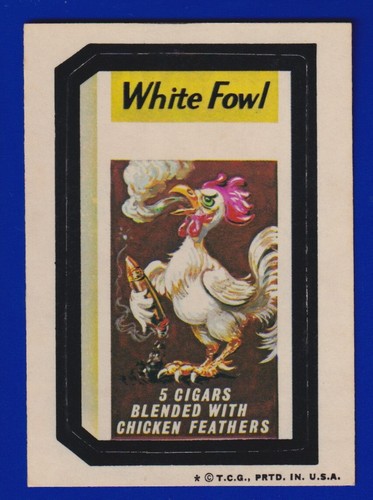 White Fowl
5 CIGARS
BLENDED WITH
CHICKEN FEATHERS
* © T.C.G., PRTD. IN. U.S.A.